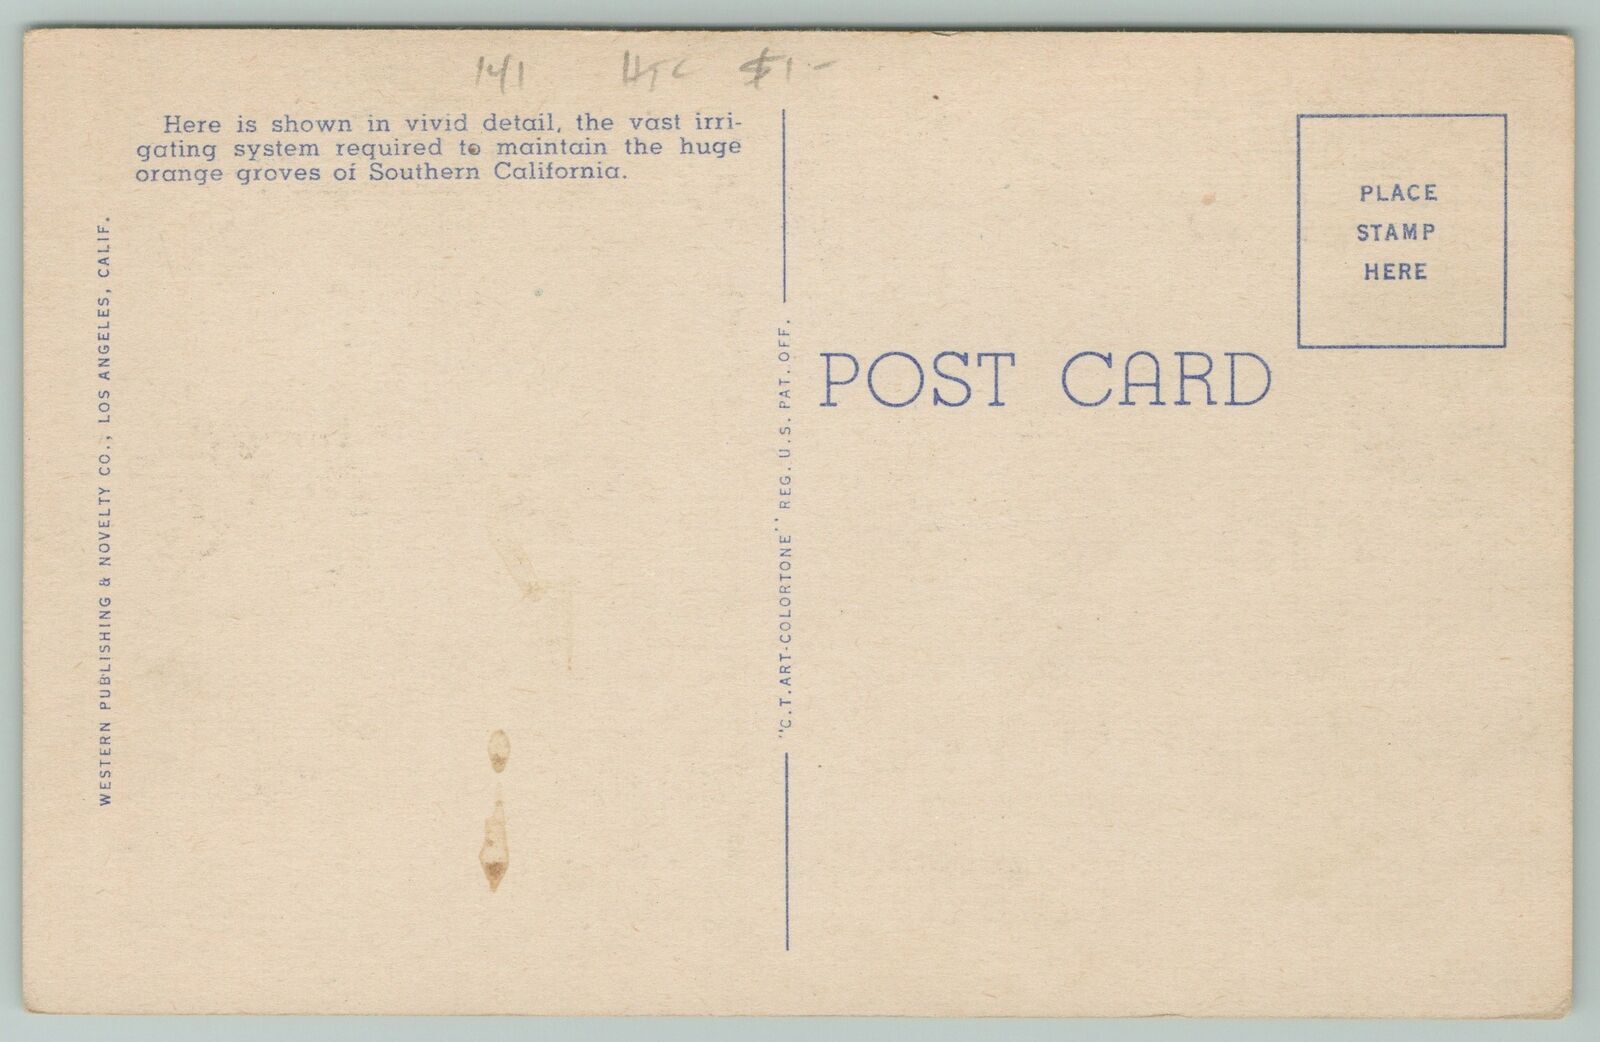 141 $1-
Here is shown in vivid detail, the vast irri-
gating system required to maintain the huge
orange groves of Southern California.
WESTERN PUBLISHING & NOVELTY CO., LOS ANGELES, CALIF.
"C.T.ART-COLORTONE" REG. U.S. PAT. OFF.
PLACE
STAMP
HERE
POST CARD